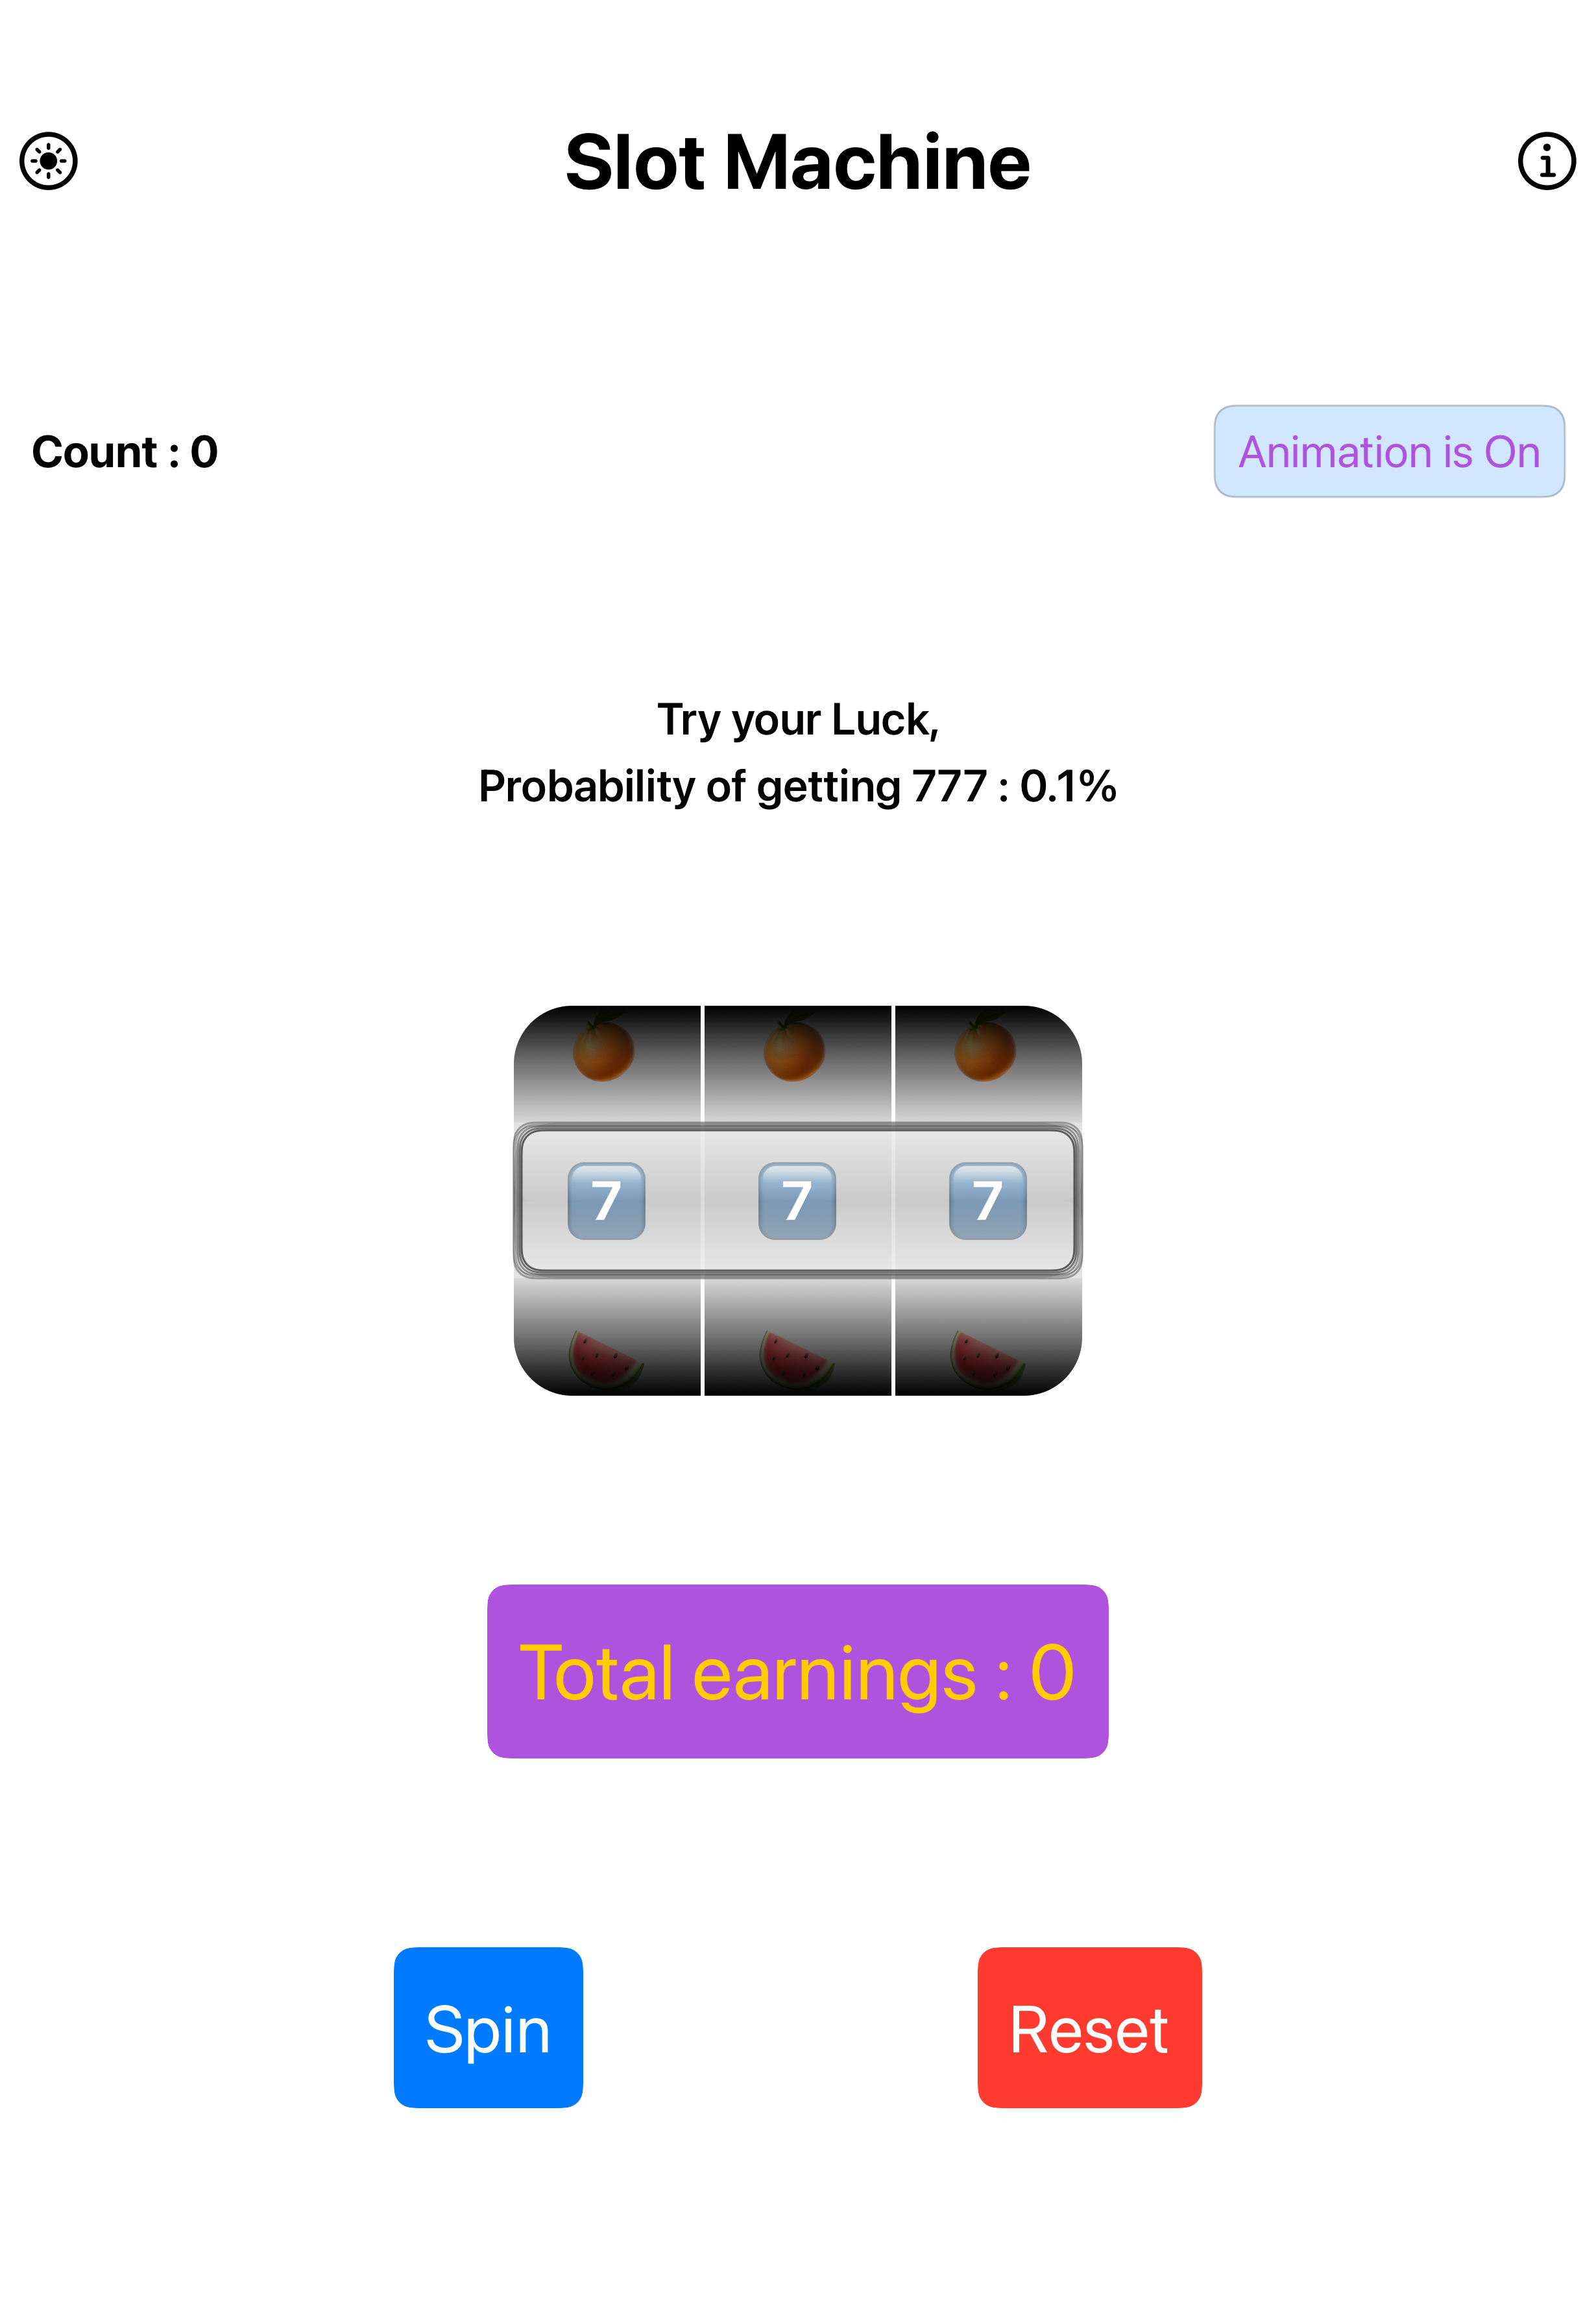 Slot Machine
Count : 0
Animation is On
Try your Luck,
Probability of getting 777 : 0.1%
7 7 7
Total earnings : 0
Spin
Reset